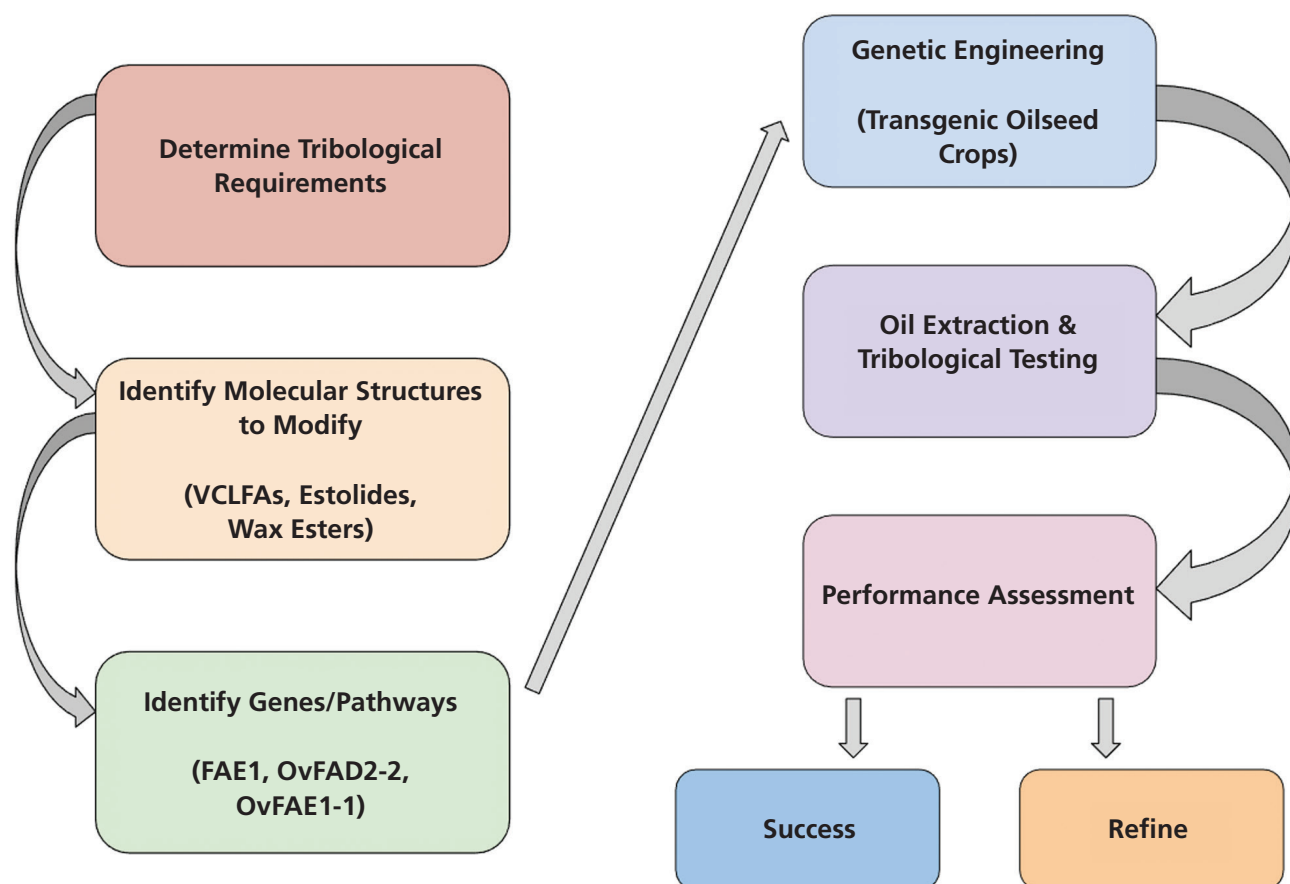 Determine Tribological
Requirements
Identify Molecular Structures
to Modify
(VCLFAs, Estolides,
Wax Esters)
Identify Genes/Pathways
(FAE1, OvFAD2-2,
OvFAE1-1)
Genetic Engineering
(Transgenic Oilseed
Crops)
Oil Extraction &
Tribological Testing
Performance Assessment
Success
Refine